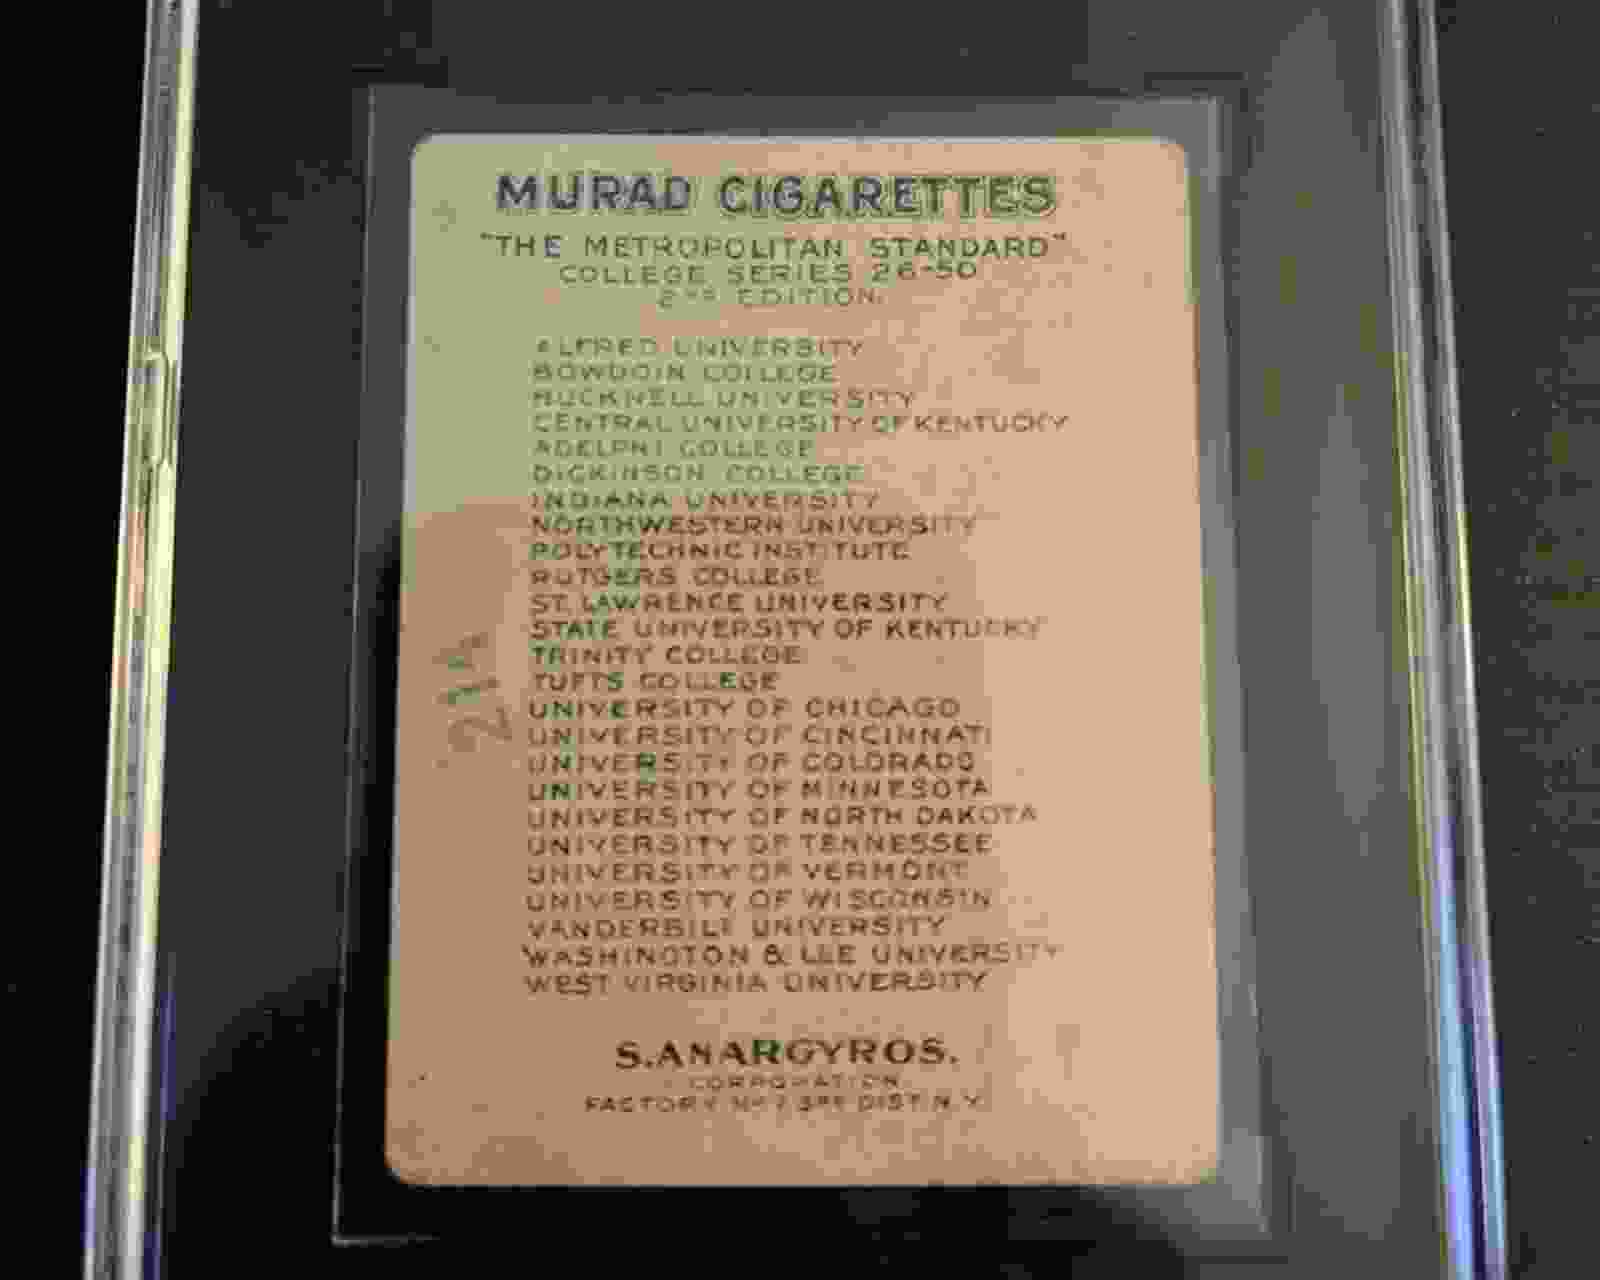 MURAD CIGARETTES
"THE METROPOLITAN STANDARD"
COLLEGE SERIES 26-50
2ND EDITION
ALFRED UNIVERSITY
BOWDOIN COLLEGE
BUCKNELL UNIVERSITY
CENTRAL UNIVERSITY OF KENTUCKY
ADELPHI COLLEGE
DICKINSON COLLEGE
INDIANA UNIVERSITY
NORTHWESTERN UNIVERSITY
POLYTECHNIC INSTITUTE
RUTGERS COLLEGE
ST. LAWRENCE UNIVERSITY
STATE UNIVERSITY OF KENTUCKY
TRINITY COLLEGE
TUFTS COLLEGE
UNIVERSITY OF CHICAGO
UNIVERSITY OF CINCINNATI
UNIVERSITY OF COLORADO
UNIVERSITY OF MINNESOTA
UNIVERSITY OF NORTH DAKOTA
UNIVERSITY OF TENNESSEE
UNIVERSITY OF VERMONT
UNIVERSITY OF WISCONSIN
VANDERBILT UNIVERSITY
WASHINGTON & LEE UNIVERSITY
WEST VIRGINIA UNIVERSITY
S. ANARGYROS.
CORPORATION
FACTORY No 7 3RD DIST. N.Y.